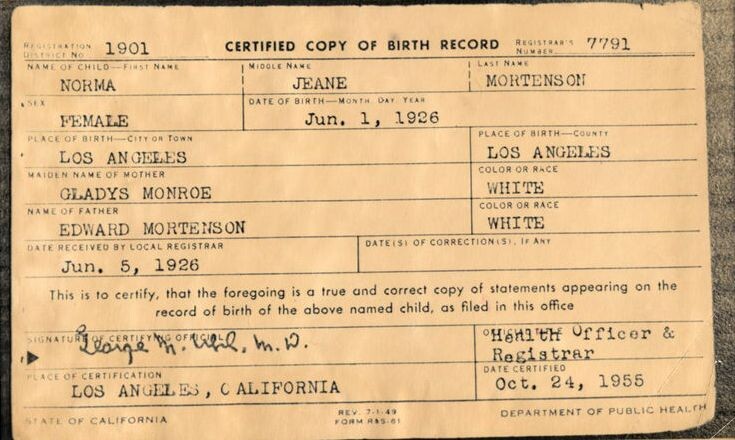 REGISTRATION DISTRICT NO. 1901 CERTIFIED COPY OF BIRTH RECORD REGISTRAR'S NUMBER 7791
NAME OF CHILD—FIRST NAME MIDDLE NAME LAST NAME
NORMA JEANE MORTENSON
SEX DATE OF BIRTH—MONTH DAY YEAR
FEMALE Jun. 1, 1926
PLACE OF BIRTH—CITY OR TOWN PLACE OF BIRTH—COUNTY
LOS ANGELES LOS ANGELES
MAIDEN NAME OF MOTHER COLOR OR RACE
GLADYS MONROE WHITE
NAME OF FATHER COLOR OR RACE
EDWARD MORTENSON WHITE
DATE RECEIVED BY LOCAL REGISTRAR DATE(S) OF CORRECTION(S), IF ANY
Jun. 5, 1926
This is to certify, that the foregoing is a true and correct copy of statements appearing on the
record of birth of the above named child, as filed in this office
SIGNATURE OF CERTIFYING OFFICIAL Health Officer &
George M. Uhl, M.D. Registrar
PLACE OF CERTIFICATION DATE CERTIFIED
LOS ANGELES, CALIFORNIA Oct. 24, 1955
STATE OF CALIFORNIA REV. 7-1-49 DEPARTMENT OF PUBLIC HEALTH
FORM R&S-61